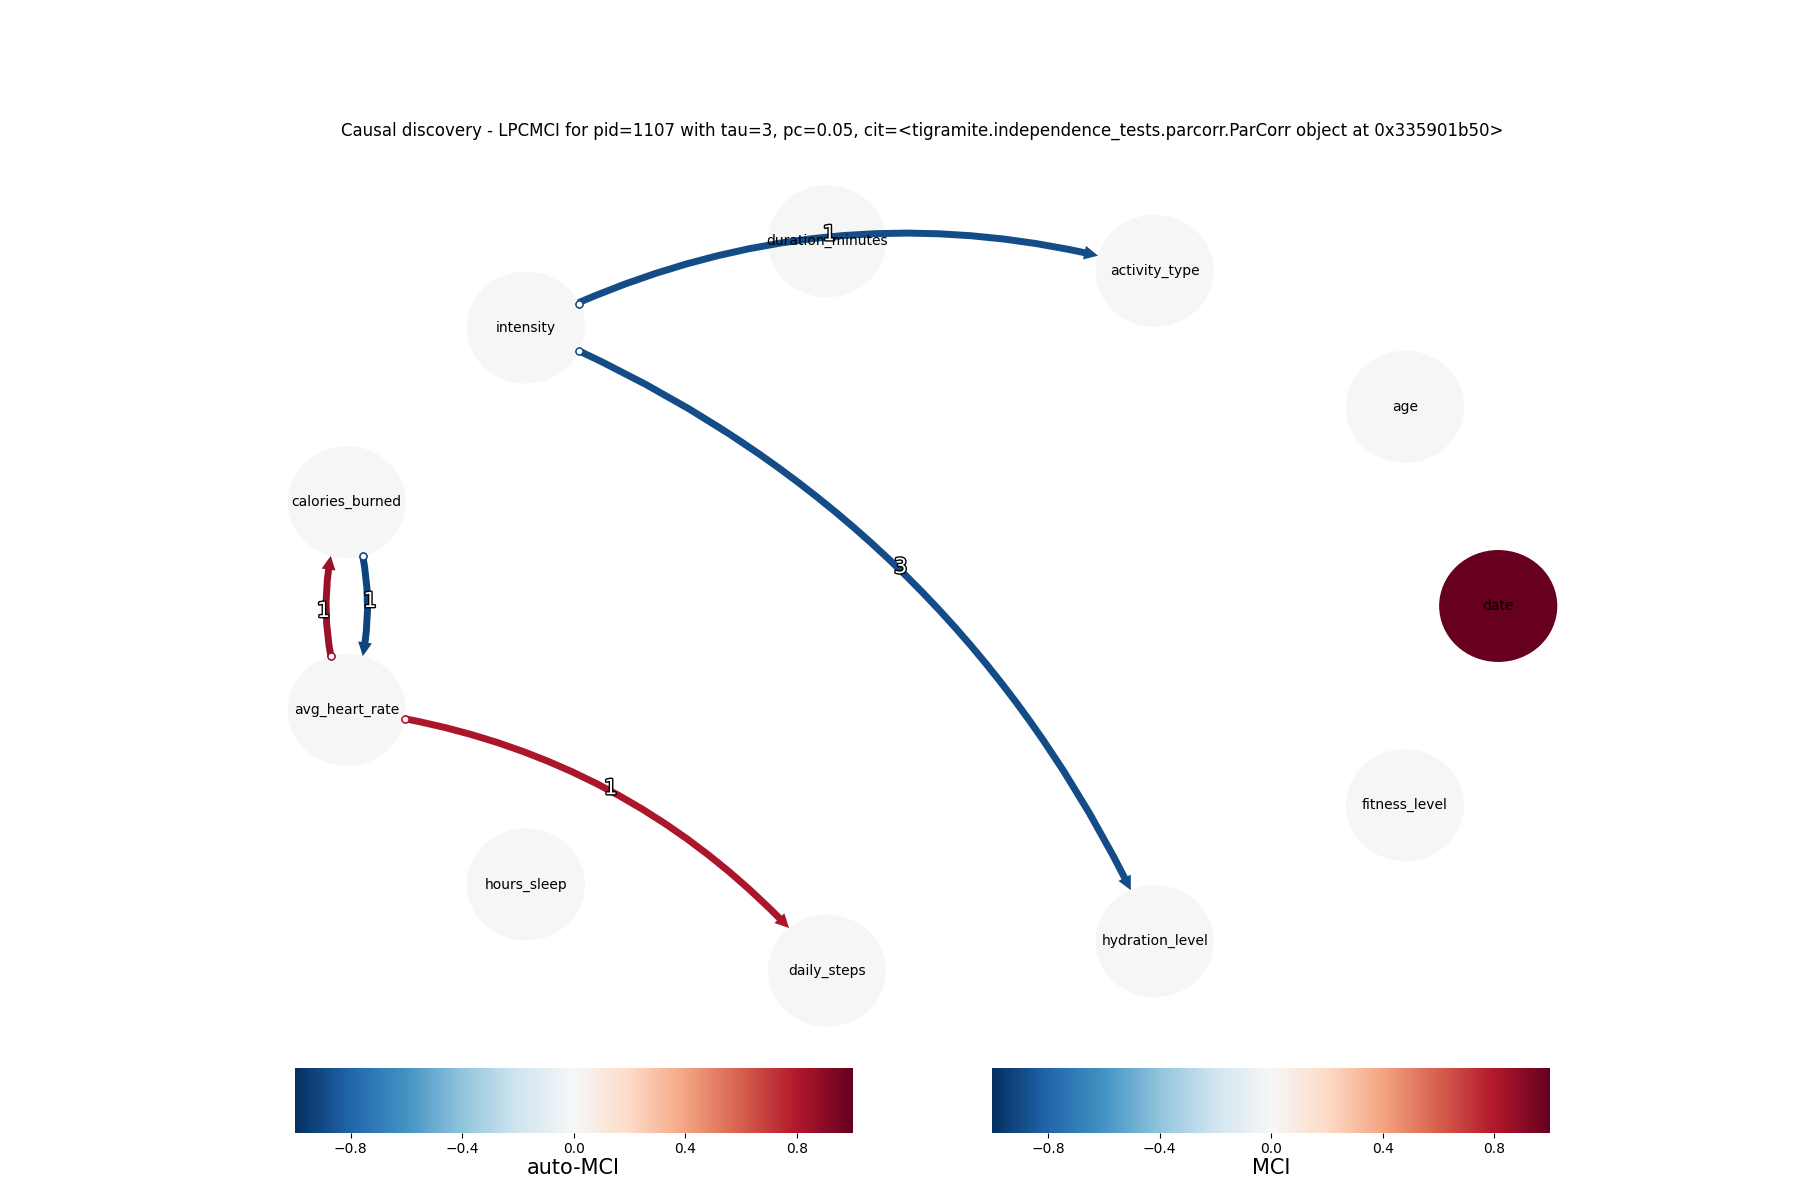 Causal discovery - LPCMCI for pid=1107 with tau=3, pc=0.05, cit=<tigramite.independence_tests.parcorr.ParCorr object at 0x335901b50>
1
duration_minutes
activity_type
intensity
age
calories_burned
3
1
1
date
avg_heart_rate
1
fitness_level
hours_sleep
hydration_level
daily_steps
−0.8 −0.4 0.0 0.4 0.8
auto-MCI
−0.8 −0.4 0.0 0.4 0.8
MCI